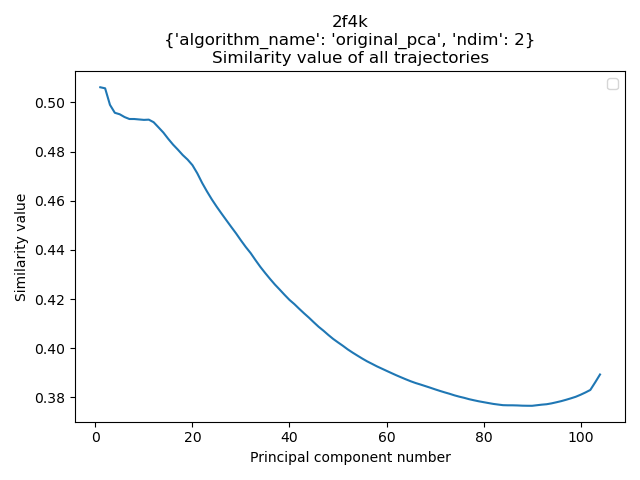 2f4k
{'algorithm_name': 'original_pca', 'ndim': 2}
Similarity value of all trajectories
0.50
0.48
0.46
0.44
0.42
0.40
0.38
Similarity value
0 20 40 60 80 100
Principal component number